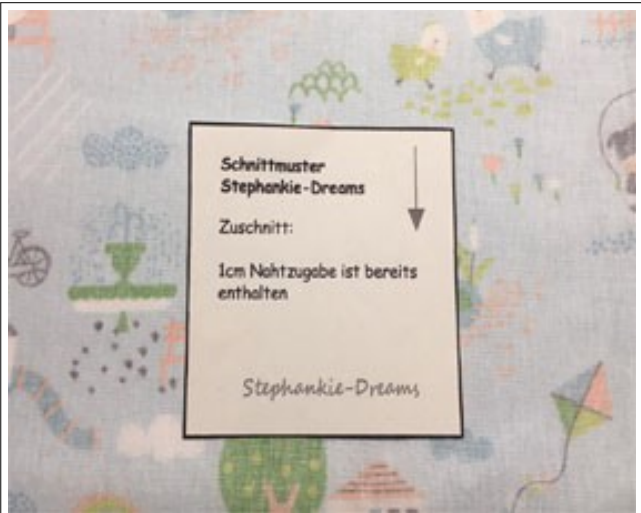 Schnittmuster
Stephankie-Dreams
Zuschnitt:
1cm Nahtzugabe ist bereits
enthalten
Stephankie-Dreams